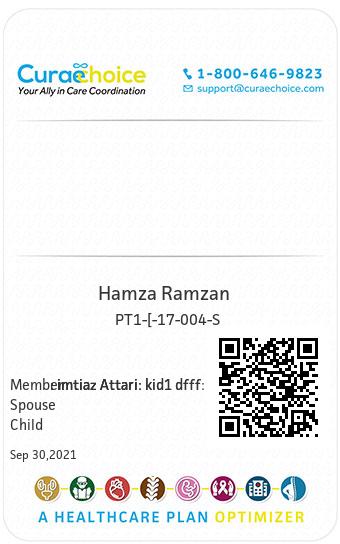 Curaechoice
Your Ally in Care Coordination
1-800-646-9823
support@curaechoice.com
Hamza Ramzan
PT1-[-17-004-S
imtiaz Attari: kid1 dfff:
Spouse
Child
Sep 30,2021
A HEALTHCARE PLAN OPTIMIZER